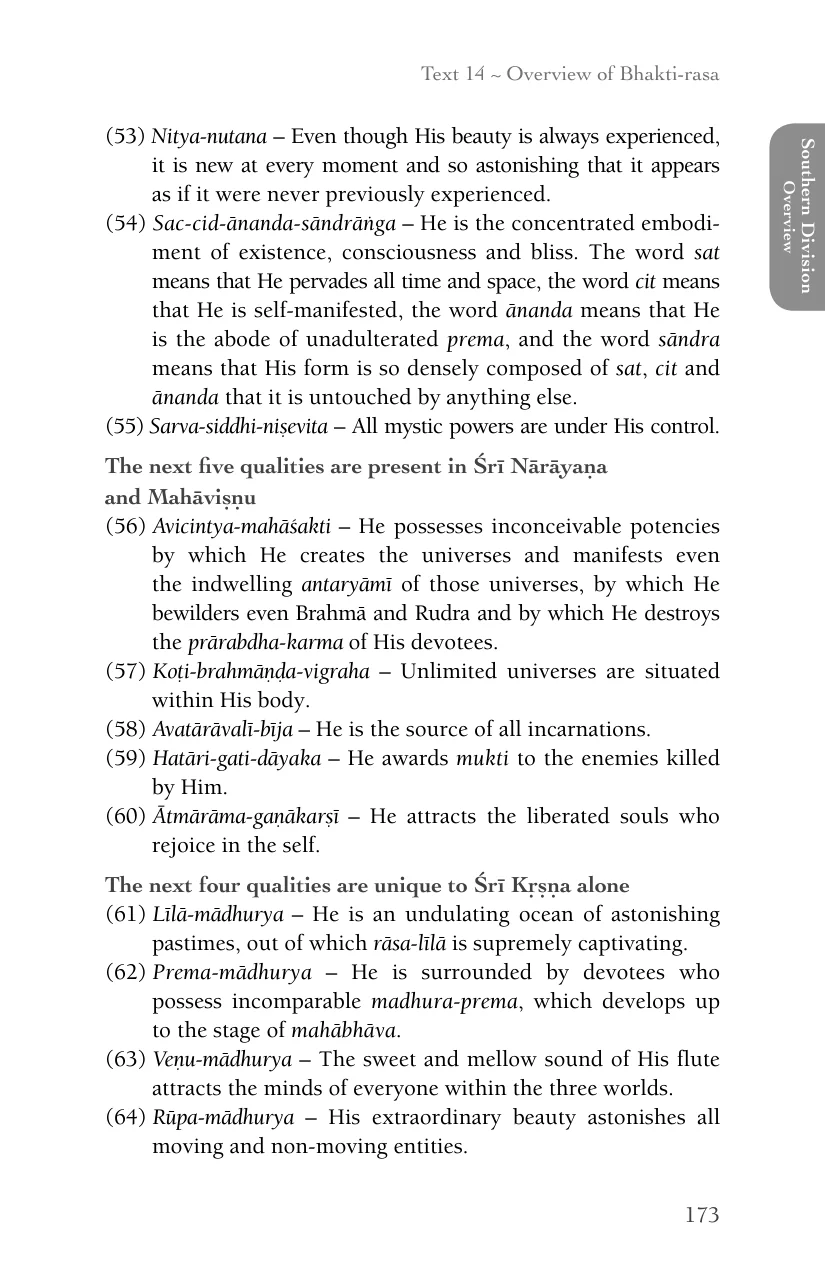 Text 14 ~ Overview of Bhakti-rasa
(53) Nitya-nutana – Even though His beauty is always experienced,
it is new at every moment and so astonishing that it appears
as if it were never previously experienced.
(54) Sac-cid-ānanda-sāndrāṅga – He is the concentrated embodi-
ment of existence, consciousness and bliss. The word sat
means that He pervades all time and space, the word cit means
that He is self-manifested, the word ānanda means that He
is the abode of unadulterated prema, and the word sāndra
means that His form is so densely composed of sat, cit and
ānanda that it is untouched by anything else.
(55) Sarva-siddhi-niṣevita – All mystic powers are under His control.
The next five qualities are present in Śrī Nārāyaṇa
and Mahāviṣṇu
(56) Avicintya-mahāśakti – He possesses inconceivable potencies
by which He creates the universes and manifests even
the indwelling antaryāmī of those universes, by which He
bewilders even Brahmā and Rudra and by which He destroys
the prārabdha-karma of His devotees.
(57) Koṭi-brahmāṇḍa-vigraha – Unlimited universes are situated
within His body.
(58) Avatārāvalī-bīja – He is the source of all incarnations.
(59) Hatāri-gati-dāyaka – He awards mukti to the enemies killed
by Him.
(60) Ātmārāma-gaṇākarṣī – He attracts the liberated souls who
rejoice in the self.
The next four qualities are unique to Śrī Kṛṣṇa alone
(61) Līlā-mādhurya – He is an undulating ocean of astonishing
pastimes, out of which rāsa-līlā is supremely captivating.
(62) Prema-mādhurya – He is surrounded by devotees who
possess incomparable madhura-prema, which develops up
to the stage of mahābhāva.
(63) Veṇu-mādhurya – The sweet and mellow sound of His flute
attracts the minds of everyone within the three worlds.
(64) Rūpa-mādhurya – His extraordinary beauty astonishes all
moving and non-moving entities.
173
Southern Division
Overview